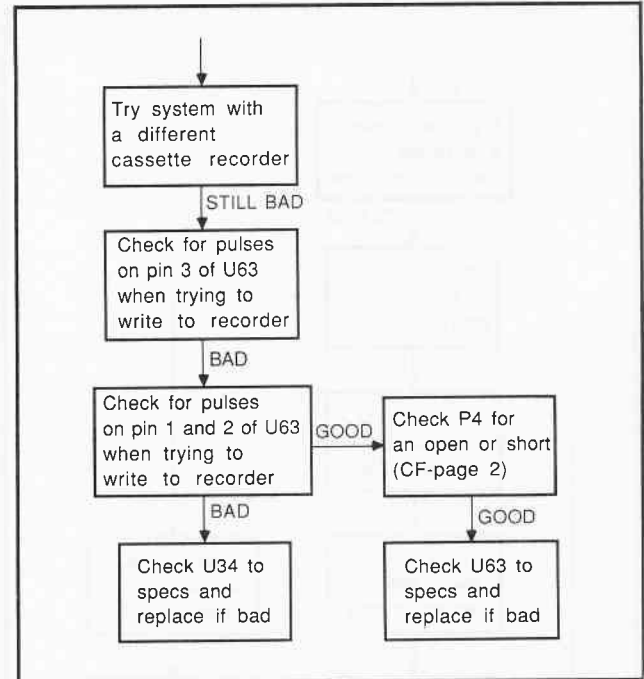 Try system with
a different
cassette recorder
STILL BAD
Check for pulses
on pin 3 of U63
when trying to
write to recorder
BAD
Check for pulses
on pin 1 and 2 of U63
when trying to
write to recorder
GOOD
Check P4 for
an open or short
(CF-page 2)
BAD
Check U34 to
specs and
replace if bad
GOOD
Check U63 to
specs and
replace if bad